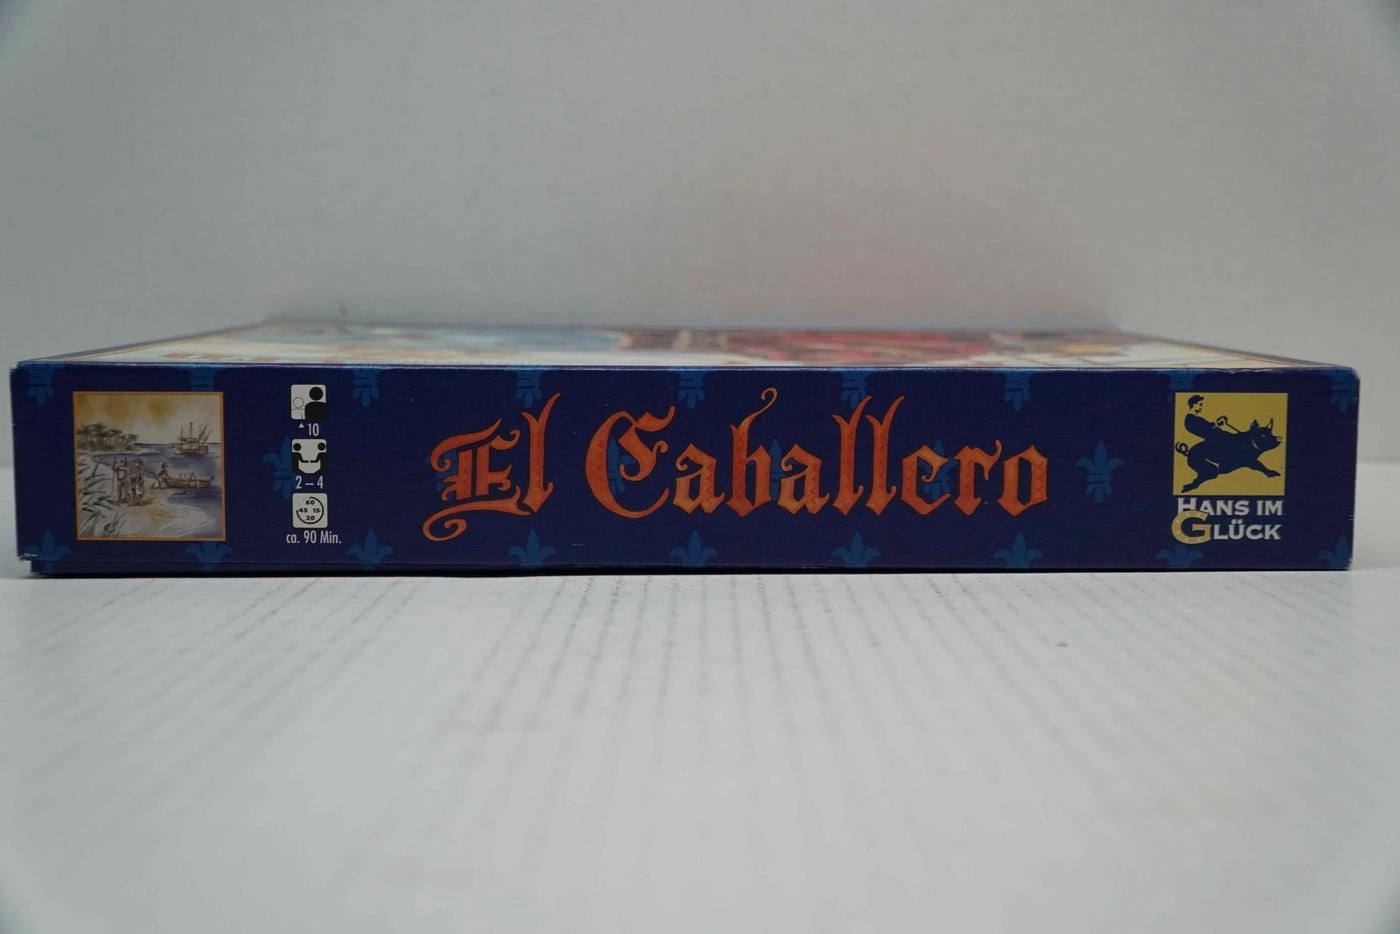 10
2 – 4
60
45 15
30
ca. 90 Min.
El Caballero
HANS IM
GLÜCK